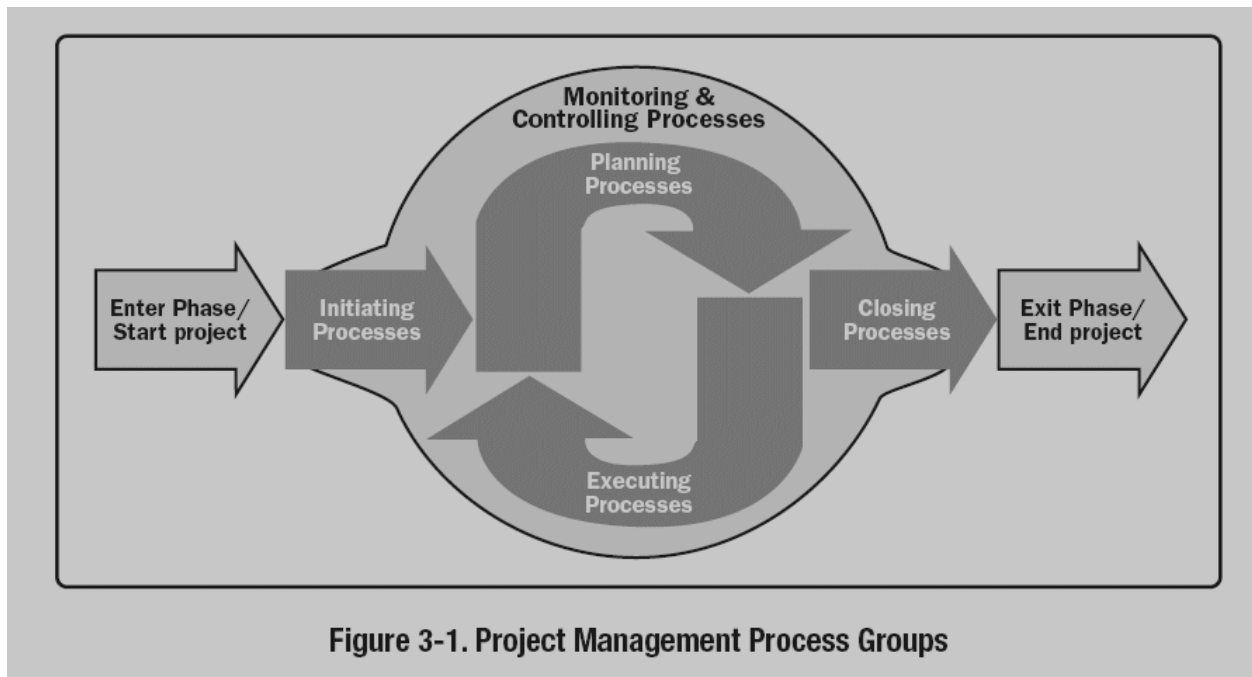 Monitoring &
Controlling Processes
Planning
Processes
Enter Phase/
Start project
Initiating
Processes
Closing
Processes
Exit Phase/
End project
Executing
Processes
Figure 3-1. Project Management Process Groups